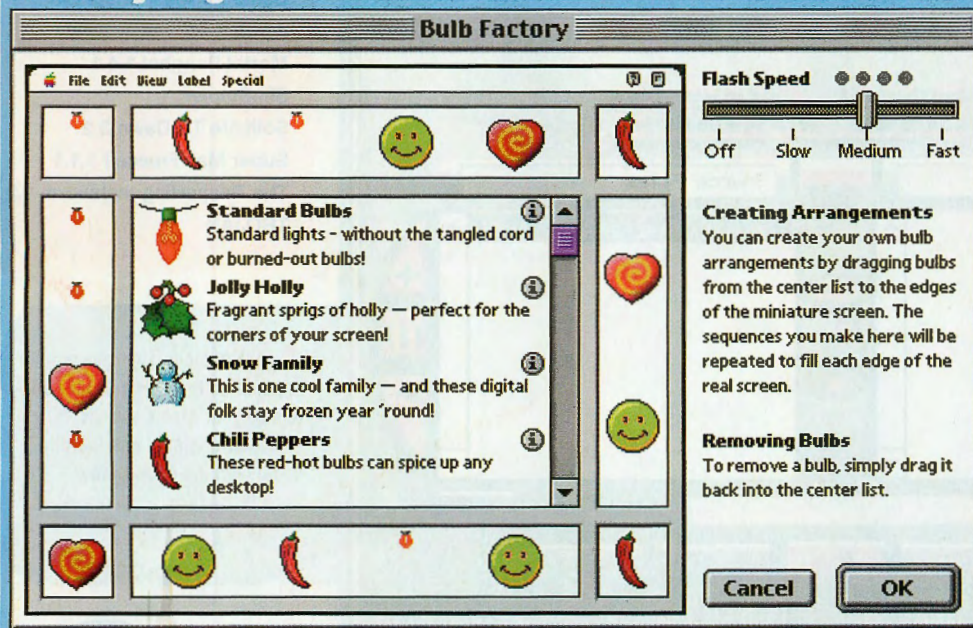 Bulb Factory
File Edit View Label Special
Flash Speed
Off Slow Medium Fast
Standard Bulbs
Standard lights - without the tangled cord
or burned-out bulbs!
Jolly Holly
Fragrant sprigs of holly — perfect for the
corners of your screen!
Snow Family
This is one cool family — and these digital
folk stay frozen year 'round!
Chili Peppers
These red-hot bulbs can spice up any
desktop!
Creating Arrangements
You can create your own bulb
arrangements by dragging bulbs
from the center list to the edges
of the miniature screen. The
sequences you make here will be
repeated to fill each edge of the
real screen.
Removing Bulbs
To remove a bulb, simply drag it
back into the center list.
Cancel OK